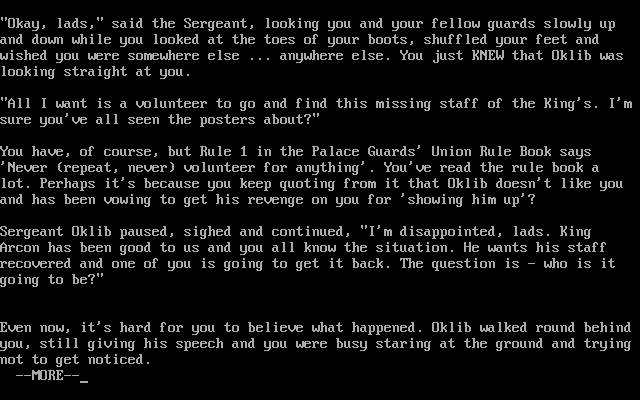 "Okay, lads," said the Sergeant, looking you and your fellow guards slowly up
and down while you looked at the toes of your boots, shuffled your feet and
wished you were somewhere else ... anywhere else. You just KNEW that Oklib was
looking straight at you.
"All I want is a volunteer to go and find this missing staff of the King's. I'm
sure you've all seen the posters about?"
You have, of course, but Rule 1 in the Palace Guards' Union Rule Book says
'Never (repeat, never) volunteer for anything'. You've read the rule book a
lot. Perhaps it's because you keep quoting from it that Oklib doesn't like you
and has been vowing to get his revenge on you for 'showing him up'?
Sergeant Oklib paused, sighed and continued, "I'm disappointed, lads. King
Arcon has been good to us and you all know the situation. He wants his staff
recovered and one of you is going to get it back. The question is - who is it
going to be?"
Even now, it's hard for you to believe what happened. Oklib walked round behind
you, still giving his speech and you were busy staring at the ground and trying
not to get noticed.
--MORE--_